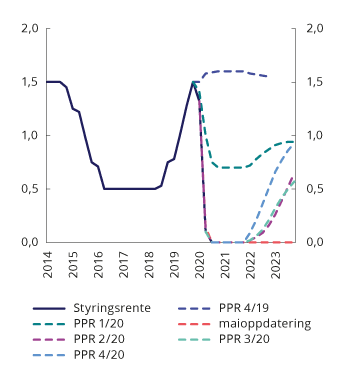 2,0 2,0
1,5 1,5
1,0 1,0
0,5 0,5
0,0 0,0
2014 2015 2016 2017 2018 2019 2020 2021 2022 2023
Styringsrente PPR 4/19
PPR 1/20 maioppdatering
PPR 2/20 PPR 3/20
PPR 4/20